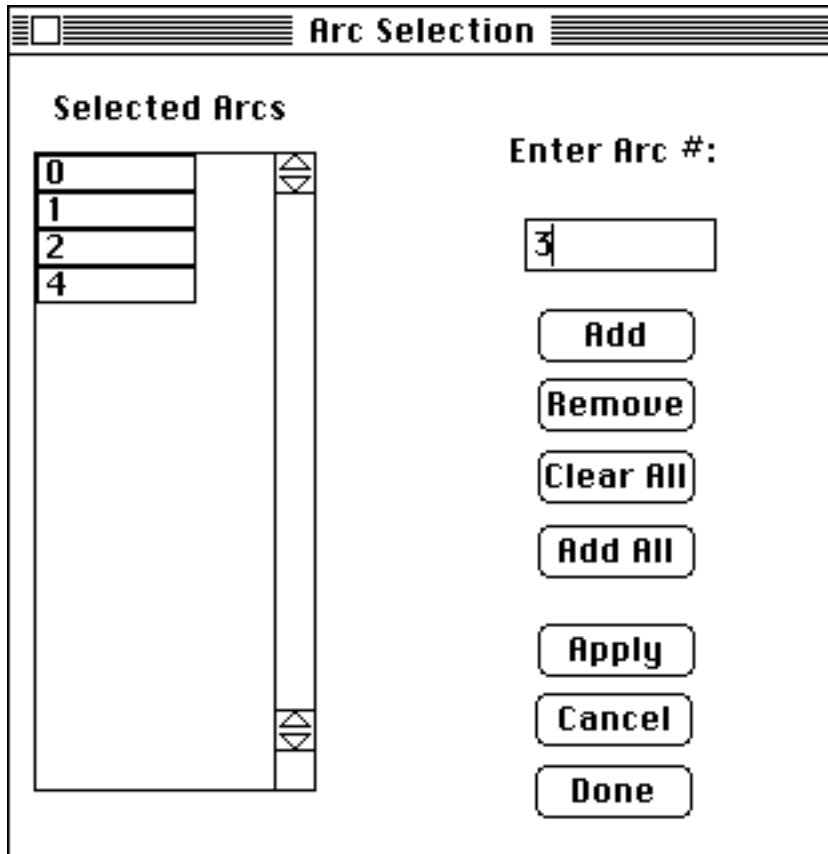 Arc Selection
Selected Arcs
0
1
2
4
Enter Arc #:
3
Add
Remove
Clear All
Add All
Apply
Cancel
Done